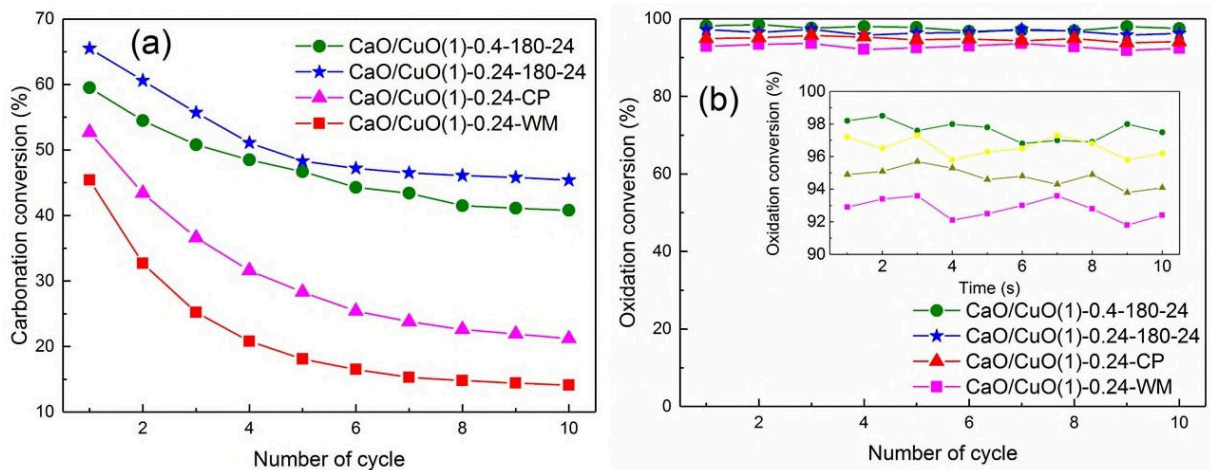 (a)
CaO/CuO(1)-0.4-180-24
CaO/CuO(1)-0.24-180-24
CaO/CuO(1)-0.24-CP
CaO/CuO(1)-0.24-WM
Carbonation conversion (%)
70
60
50
40
30
20
10
2
4
6
8
10
Number of cycle
(b)
Oxidation conversion (%)
100
80
60
40
20
0
Oxidation conversion (%)
100
98
96
94
92
90
2
4
6
8
10
Time (s)
CaO/CuO(1)-0.4-180-24
CaO/CuO(1)-0.24-180-24
CaO/CuO(1)-0.24-CP
CaO/CuO(1)-0.24-WM
2
4
6
8
10
Number of cycle